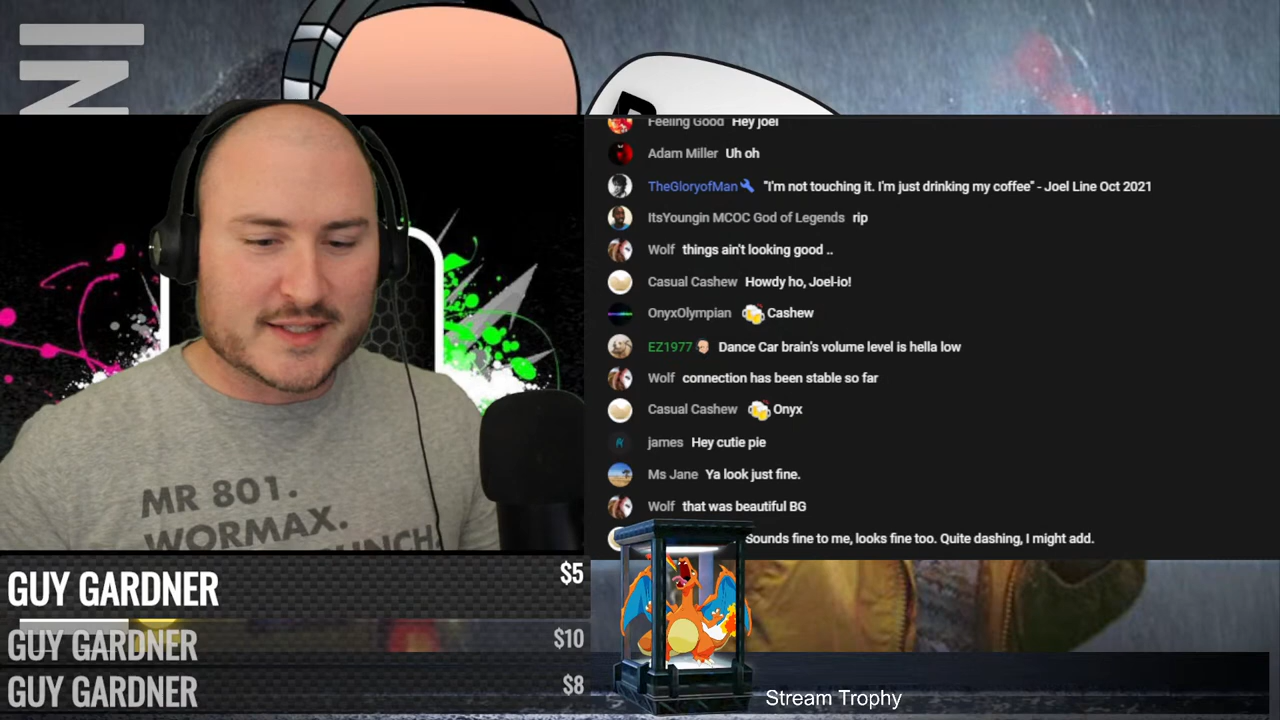 Feeling Good Hey joel
Adam Miller Uh oh
TheGloryofMan "I'm not touching it. I'm just drinking my coffee" - Joel Line Oct 2021
ItsYoungin MCOC God of Legends rip
Wolf things ain't looking good ..
Casual Cashew Howdy ho, Joel-io!
OnyxOlympian Cashew
EZ1977 Dance Car brain's volume level is hella low
Wolf connection has been stable so far
Casual Cashew Onyx
james Hey cutie pie
Ms Jane Ya look just fine.
Wolf that was beautiful BG
Sounds fine to me, looks fine too. Quite dashing, I might add.
MR 801.
WORMAX.
GUY GARDNER $5
GUY GARDNER $10
GUY GARDNER $8
Stream Trophy